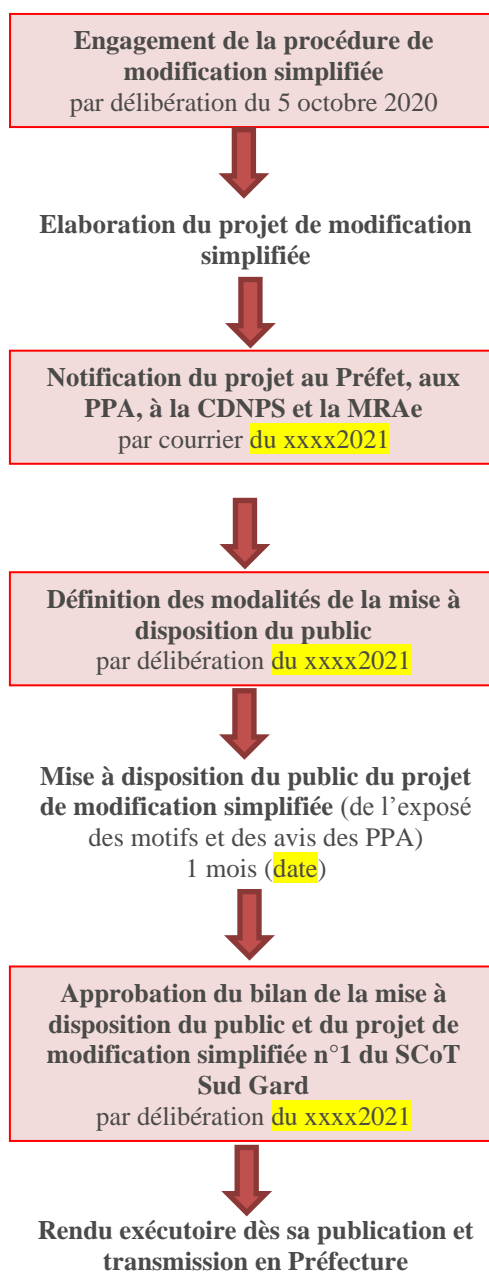 Engagement de la procédure de
modification simplifiée
par délibération du 5 octobre 2020
Elaboration du projet de modification
simplifiée
Notification du projet au Préfet, aux
PPA, à la CDNPS et la MRAe
par courrier du xxxx2021
Définition des modalités de la mise à
disposition du public
par délibération du xxxx2021
Mise à disposition du public du projet
de modification simplifiée (de l’exposé
des motifs et des avis des PPA)
1 mois (date)
Approbation du bilan de la mise à
disposition du public et du projet de
modification simplifiée n°1 du SCoT
Sud Gard
par délibération du xxxx2021
Rendu exécutoire dès sa publication et
transmission en Préfecture